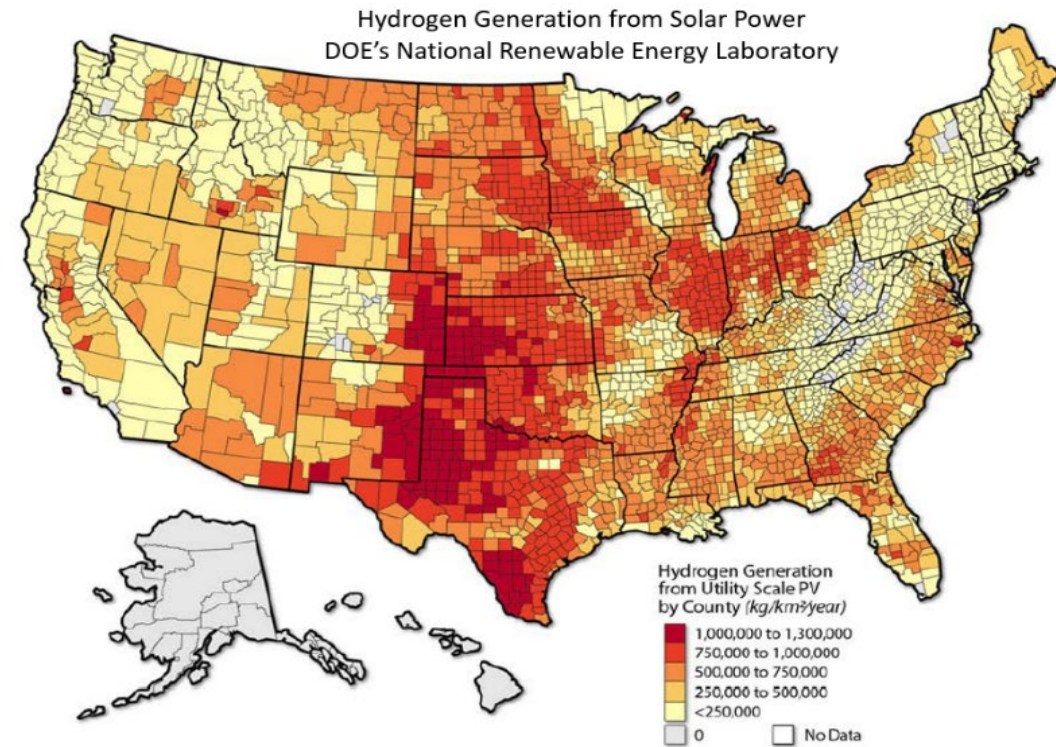 Hydrogen Generation from Solar Power
DOE's National Renewable Energy Laboratory
Hydrogen Generation
from Utility Scale PV
by County (kg/km²/year)
1,000,000 to 1,300,000
750,000 to 1,000,000
500,000 to 750,000
250,000 to 500,000
<250,000
0 No Data